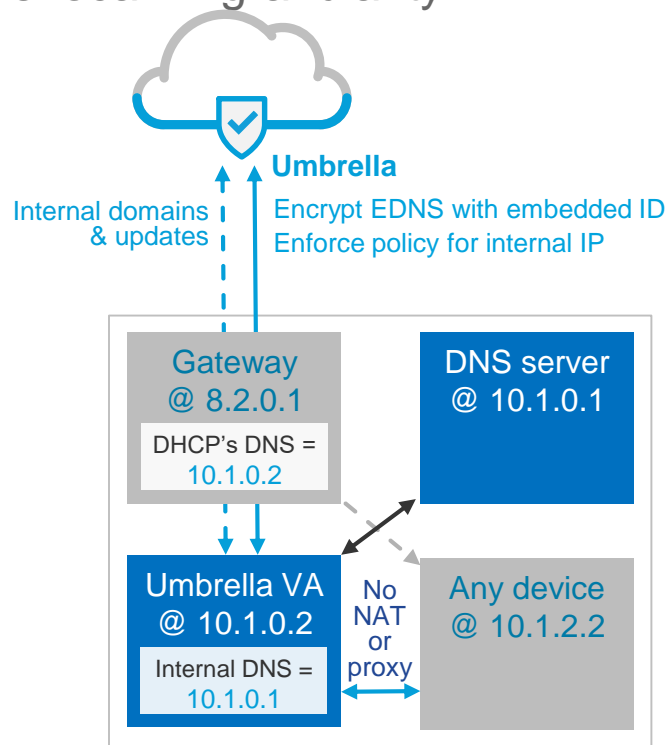 Umbrella
Internal domains
& updates
Encrypt EDNS with embedded ID
Enforce policy for internal IP
Gateway
@ 8.2.0.1
DHCP’s DNS =
10.1.0.2
DNS server
@ 10.1.0.1
Umbrella VA
@ 10.1.0.2
Internal DNS =
10.1.0.1
No
NAT
or
proxy
Any device
@ 10.1.2.2